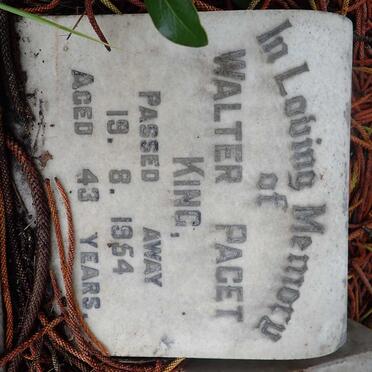 In Loving Memory
of
WALTER PAGET
KING,
PASSED AWAY
19. 8. 1954
AGED 43 YEARS.